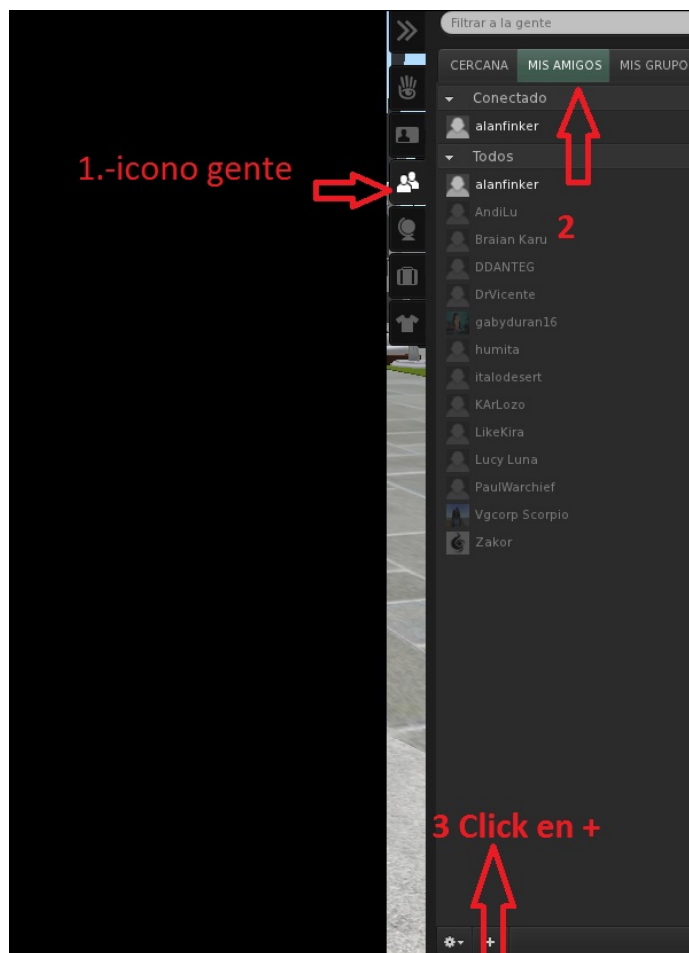 Filtrar a la gente
CERCANA MIS AMIGOS MIS GRUPO
Conectado
alanfinker
1.-icono gente
Todos
alanfinker
AndiLu
2
Braian Karu
DDANTEG
DrVicente
gabyduran16
humita
italodesert
KArLozo
LikeKira
Lucy Luna
PaulWarchief
Vgcorp Scorpio
Zakor
3 Click en +
+